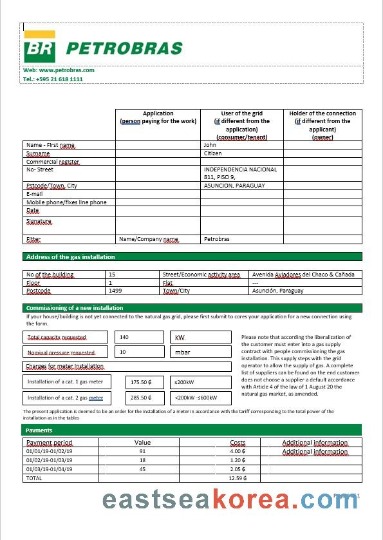 BR PETROBRAS
Web: www.petrobras.com
Tel.: +595 21 618 1111
Application (person paying for the work)
User of the grid (if different from the application) (consumer/tenant)
Holder of the connection (if different from the applicant) (owner)
Name - First name John
Surname Citizen
Commercial register
No- Street INDEPENDENCIA NACIONAL 811, PISO 9,
Postcode/Town, City ASUNCION, PARAGUAY
E-mail
Mobile phone/fixes line phone
Date
Signature
Fitter Name/Company name Petrobras
Address of the gas installation
No of the building 15 Street/Economic activity area Avenida Aviadores del Chaco & Cañada
Floor 1 Flat ---
Postcode 1499 Town/City Asunción, Paraguay
Commissioning of a new installation
If your house/building is not yet connected to the natural gas grid, please first submit to cores your application for a new connection using
the form.
Total capacity requested 140 kW
Nominal pressure requested 10 mbar
Charges for meter installation
Installation of a cat. 1 gas meter 175.50 ₲ ≤200kW
Installation of a cat. 2 gas meter 285.50 ₲ <200kW -≤600kW
Please note that according the liberalization of
the customer must enter into a gas supply
contract with people commissioning the gas
installation. This supply steps with the grid
operator to allow the supply of gas. A complete
list of suppliers can be found on the end customer
does not choose a supplier a default accordance
with Article 4 of the law of 1 August 20 the
natural gas market, as amended.
The present application is deemed to be an order for the installation of a meter in accordance with the tariff corresponding to the total power of the
installation as in the tables
Payments
Payment period Value Costs Additional information
01/01/19-01/02/19 91 4.00 ₲ Additional information
01/02/19-01/03/19 18 1.20 ₲
01/03/19-01/04/19 45 2.05 ₲
TOTAL 12.59 ₲
eastseakorea.com